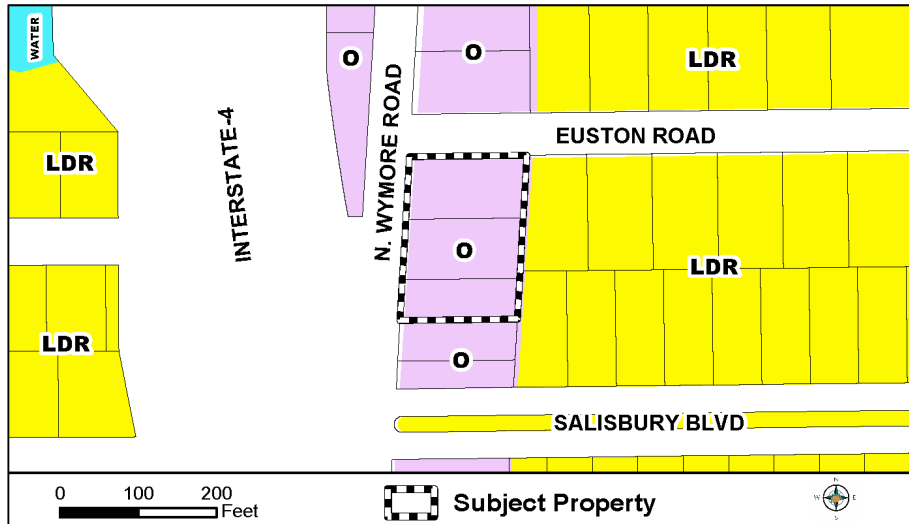 WATER
O
O
LDR
LDR
INTERSTATE-4
N. WYMORE ROAD
EUSTON ROAD
O
LDR
LDR
O
SALISBURY BLVD
0 100 200
Feet
Subject Property
N
W E
S